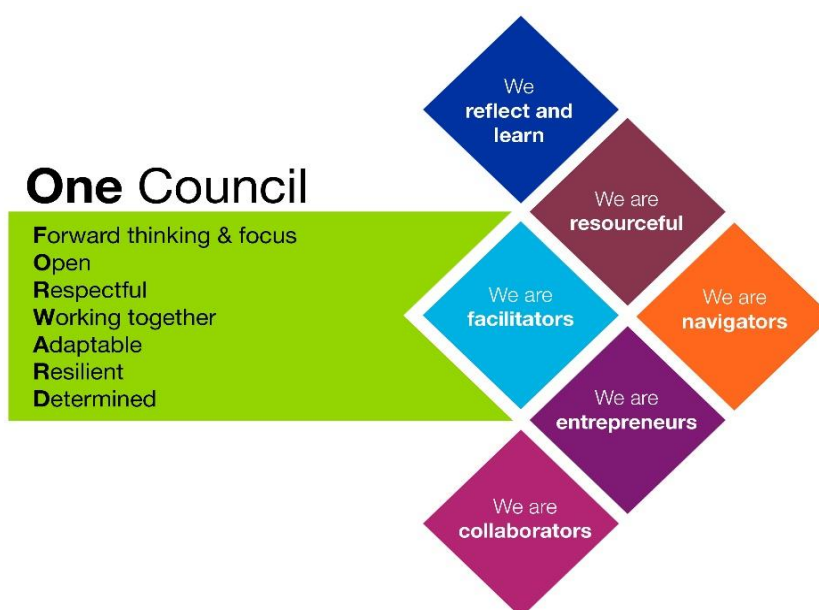 One Council
Forward thinking & focus
Open
Respectful
Working together
Adaptable
Resilient
Determined
We
reflect and
learn
We are
resourceful
We are
facilitators
We are
navigators
We are
entrepreneurs
We are
collaborators